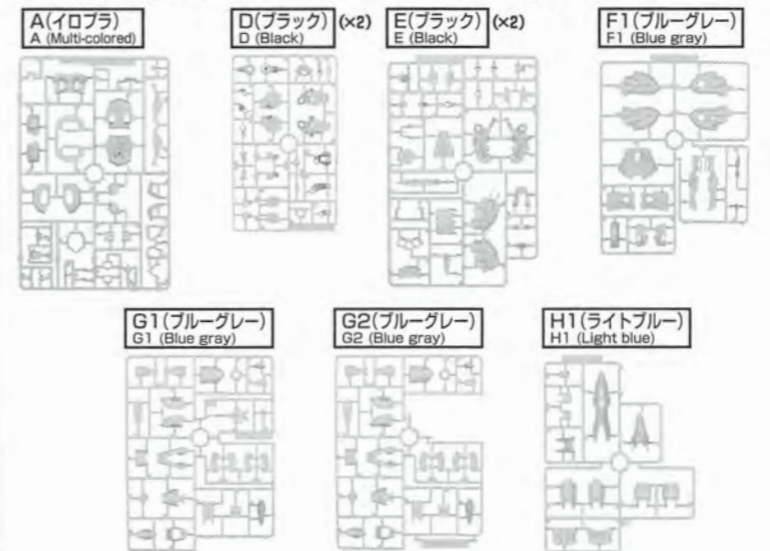 A(イロプラ)
A (Multi-colored)
D(ブラック) (×2)
D (Black)
E(ブラック) (×2)
E (Black)
F1(ブルーグレー)
F1 (Blue gray)
G1(ブルーグレー)
G1 (Blue gray)
G2(ブルーグレー)
G2 (Blue gray)
H1(ライトブルー)
H1 (Light blue)